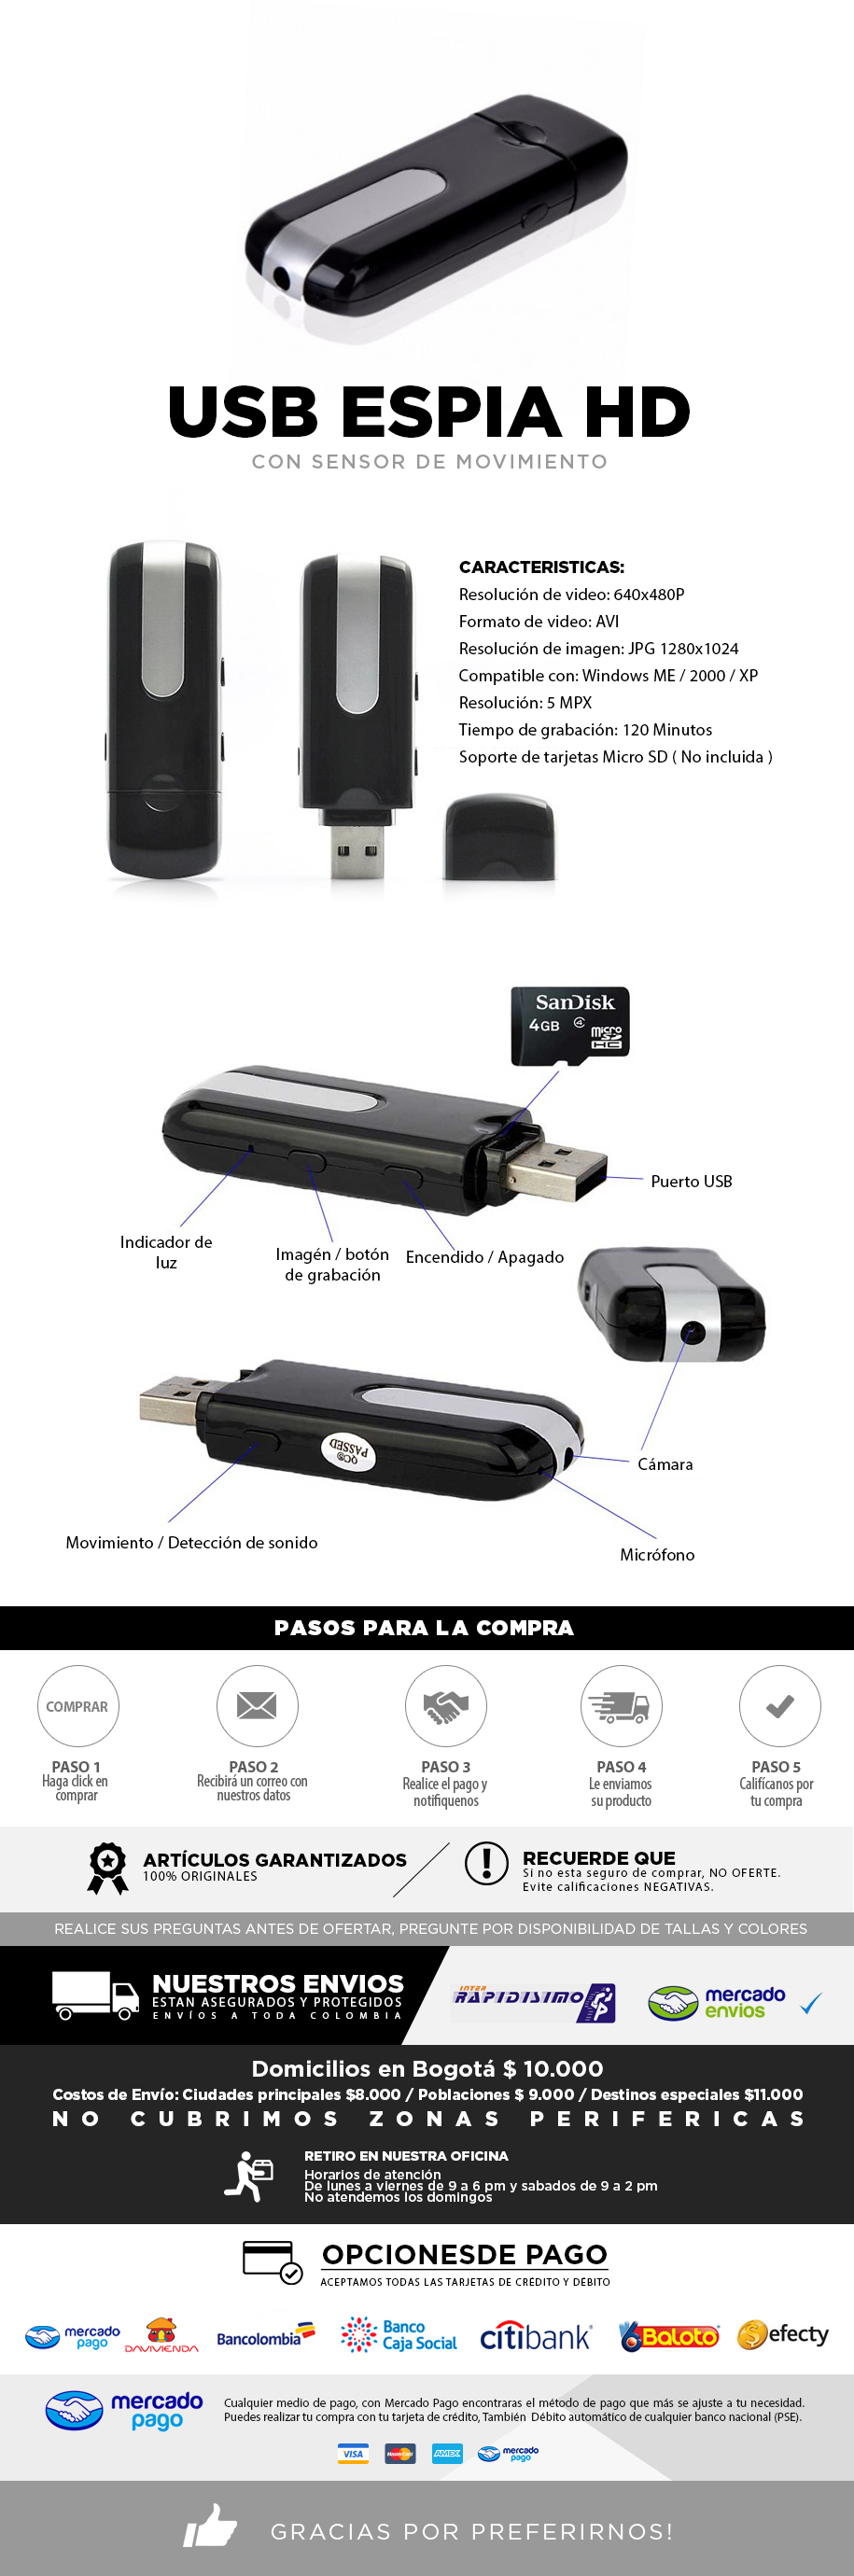 USB ESPIA HD
CON SENSOR DE MOVIMIENTO
CARACTERISTICAS:
Resolución de video: 640x480P
Formato de video: AVI
Resolución de imagen: JPG 1280x1024
Compatible con: Windows ME / 2000 / XP
Resolución: 5 MPX
Tiempo de grabación: 120 Minutos
Soporte de tarjetas Micro SD ( No incluida )
SanDisk
4GB
micro
SD
HC
Puerto USB
Indicador de
luz
Imagén / botón
de grabación
Encendido / Apagado
QC
PASSED
Cámara
Movimiento / Detección de sonido
Micrófono
PASOS PARA LA COMPRA
COMPRAR
PASO 1
Haga click en
comprar
PASO 2
Recibirá un correo con
nuestros datos
PASO 3
Realice el pago y
notifiquenos
PASO 4
Le enviamos
su producto
PASO 5
Califícanos por
tu compra
ARTÍCULOS GARANTIZADOS
100% ORIGINALES
RECUERDE QUE
Si no esta seguro de comprar, NO OFERTE.
Evite calificaciones NEGATIVAS.
REALICE SUS PREGUNTAS ANTES DE OFERTAR, PREGUNTE POR DISPONIBILIDAD DE TALLAS Y COLORES
NUESTROS ENVIOS
ESTAN ASEGURADOS Y PROTEGIDOS
ENVÍOS A TODA COLOMBIA
INTER
RAPIDISIMO
mercado
envios
Domicilios en Bogotá $ 10.000
Costos de Envío: Ciudades principales $8.000 / Poblaciones $ 9.000 / Destinos especiales $11.000
NO CUBRIMOS ZONAS PERIFERICAS
RETIRO EN NUESTRA OFICINA
Horarios de atención
De lunes a viernes de 9 a 6 pm y sabados de 9 a 2 pm
No atendemos los domingos
OPCIONESDE PAGO
ACEPTAMOS TODAS LAS TARJETAS DE CRÉDITO Y DÉBITO
mercado
pago
DAVIVIENDA
Bancolombia
Banco
Caja Social
citibank
Baloto
efecty
mercado
pago
Cualquier medio de pago, con Mercado Pago encontraras el método de pago que más se ajuste a tu necesidad.
Puedes realizar tu compra con tu tarjeta de crédito, También Débito automático de cualquier banco nacional (PSE).
VISA
MasterCard
AMEX
mercado
pago
GRACIAS POR PREFERIRNOS!